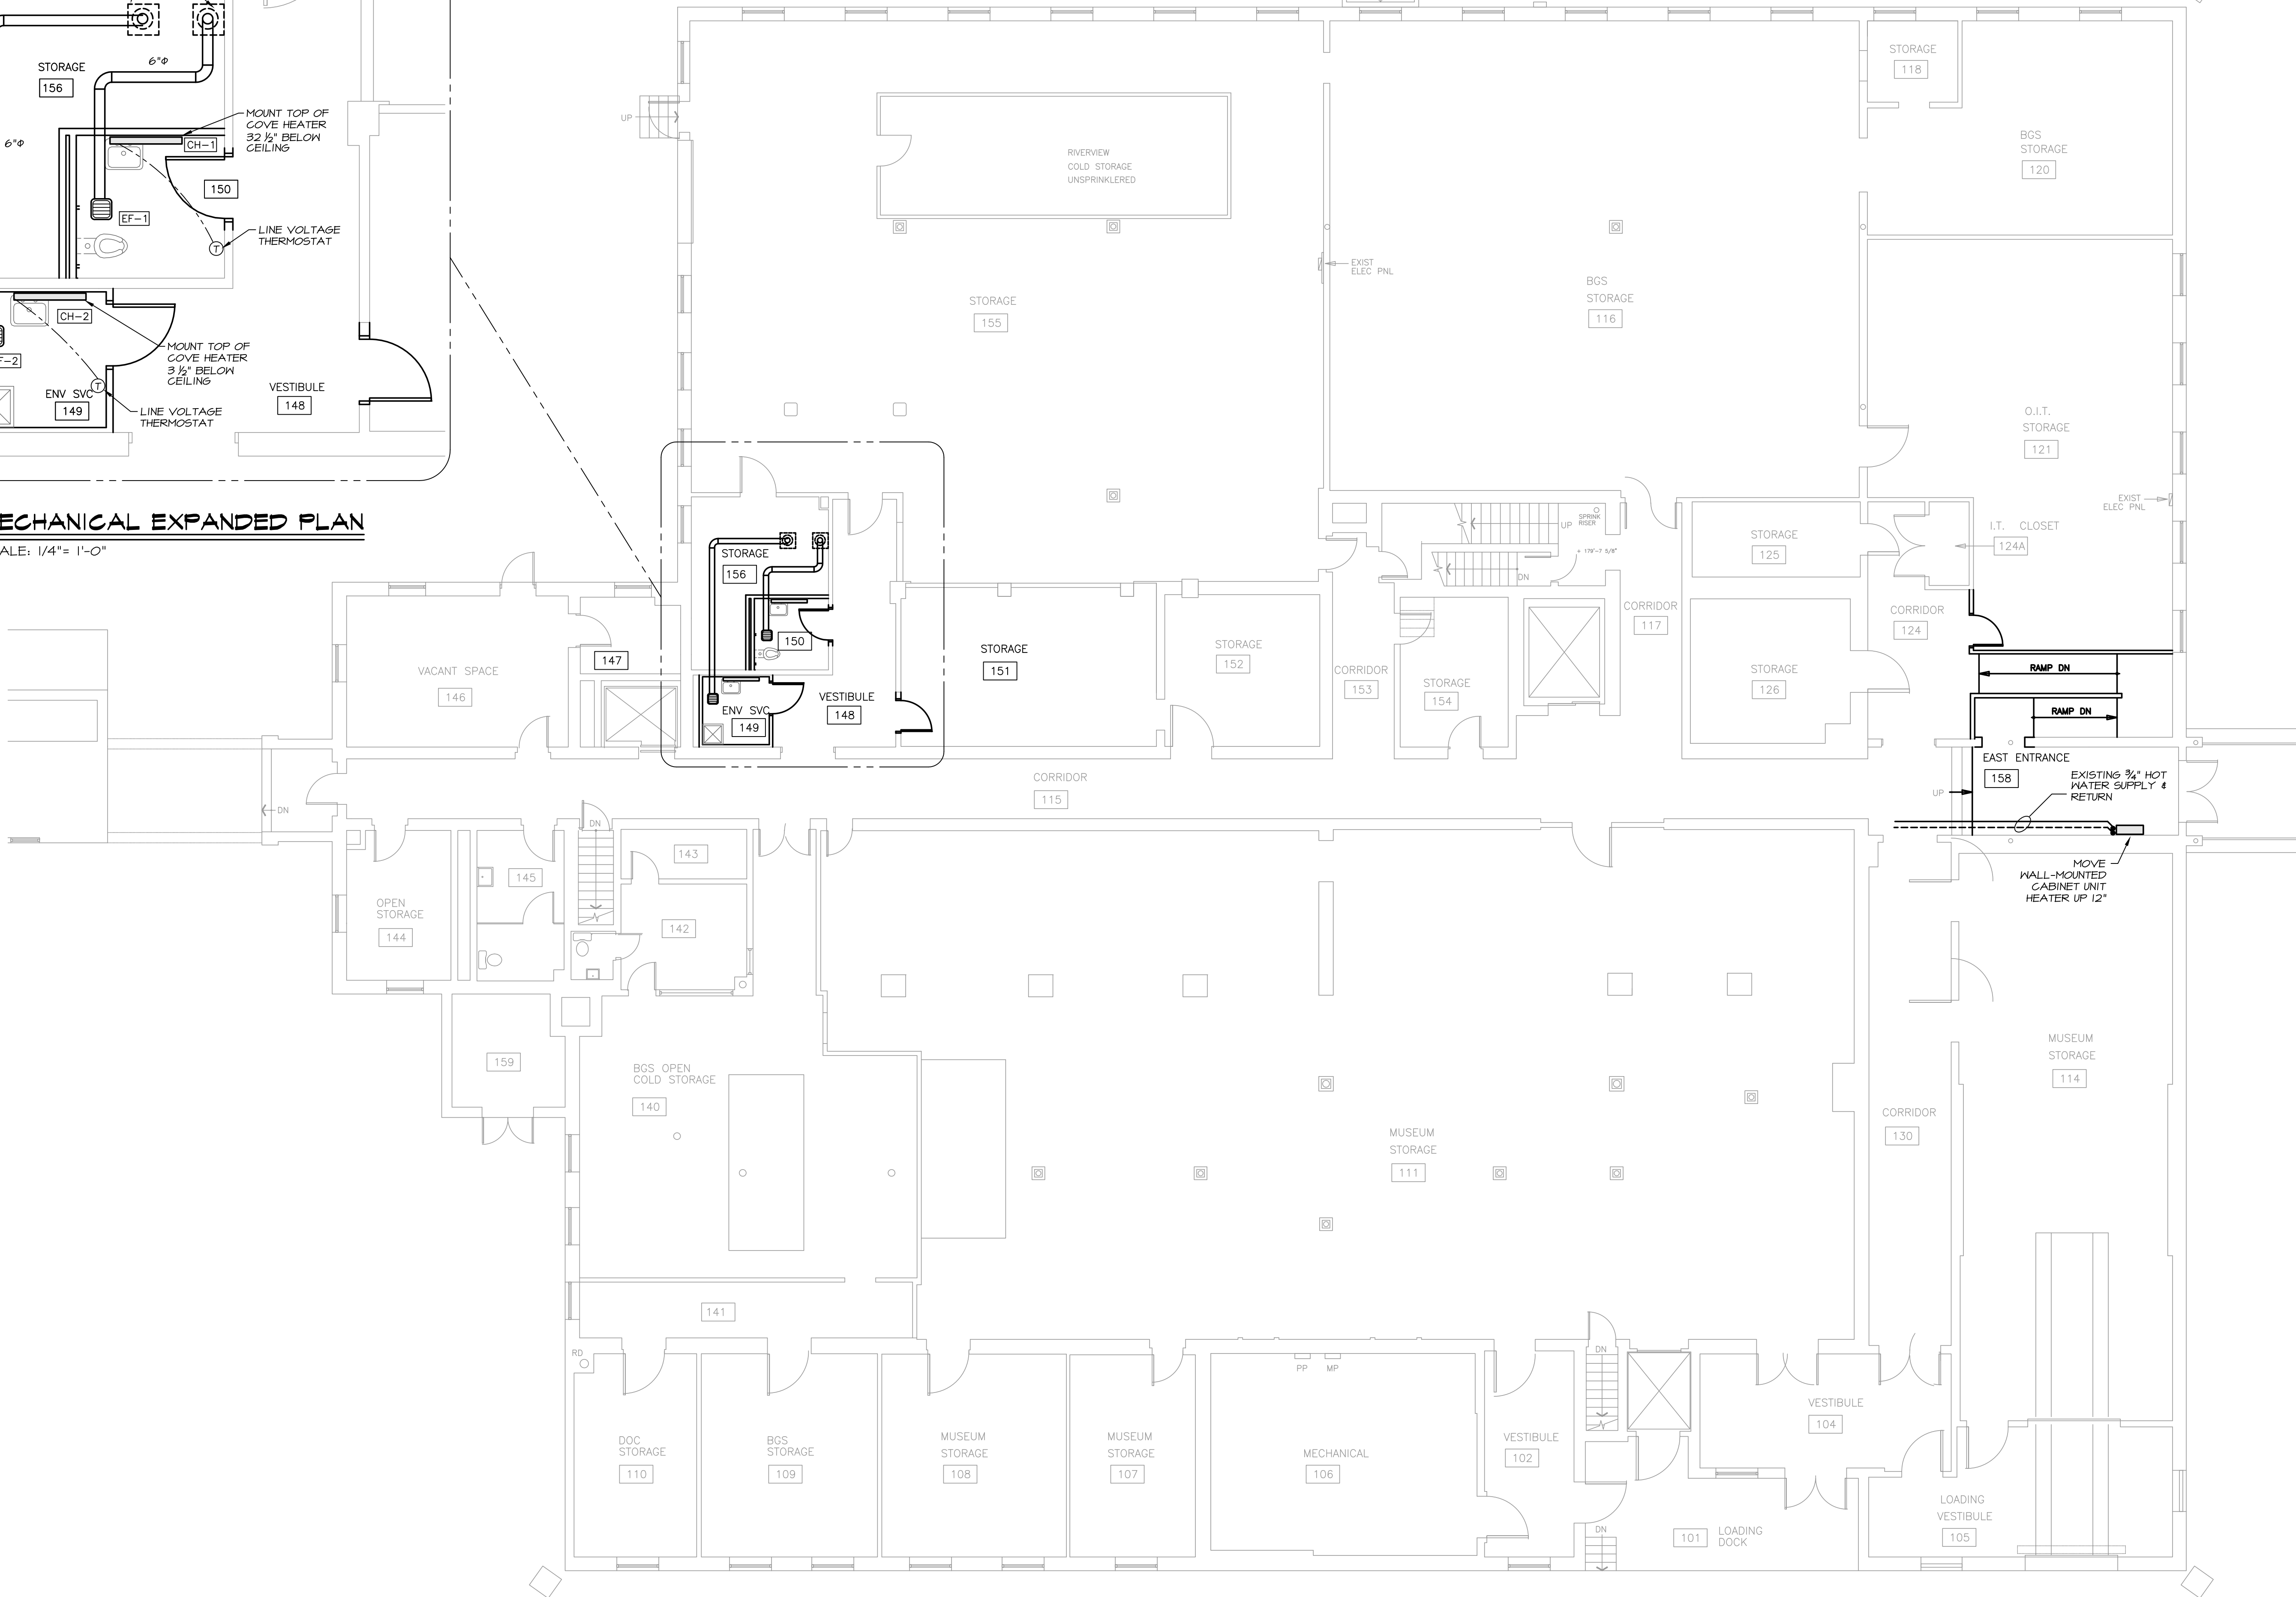 STORAGE
156
6"Φ
6"Φ
MOUNT TOP OF
COVE HEATER
32 ½" BELOW
CEILING
CH-1
150
EF-1
LINE VOLTAGE
THERMOSTAT
T
CH-2
F-2
MOUNT TOP OF
COVE HEATER
3 ½" BELOW
CEILING
ENV SVC
149
T
LINE VOLTAGE
THERMOSTAT
VESTIBULE
148
ECHANICAL EXPANDED PLAN
ALE: 1/4"= 1'-0"
UP
RIVERVIEW
COLD STORAGE
UNSPRINKLERED
STORAGE
155
EXIST
ELEC PNL
BGS
STORAGE
116
STORAGE
118
BGS
STORAGE
120
O.I.T.
STORAGE
121
EXIST
ELEC PNL
I.T. CLOSET
124A
STORAGE
125
SPRINK
RISER
UP
+ 179'-7 5/8"
DN
STORAGE
156
150
147
VACANT SPACE
146
ENV SVC
149
VESTIBULE
148
STORAGE
151
STORAGE
152
CORRIDOR
153
STORAGE
154
CORRIDOR
117
STORAGE
126
CORRIDOR
124
RAMP DN
RAMP DN
EAST ENTRANCE
158
EXISTING ¾" HOT
WATER SUPPLY &
RETURN
UP
MOVE
WALL-MOUNTED
CABINET UNIT
HEATER UP 12"
CORRIDOR
115
DN
DN
143
145
142
OPEN
STORAGE
144
159
BGS OPEN
COLD STORAGE
140
MUSEUM
STORAGE
111
CORRIDOR
130
MUSEUM
STORAGE
114
141
RD
DOC
STORAGE
110
BGS
STORAGE
109
MUSEUM
STORAGE
108
MUSEUM
STORAGE
107
PP
MP
MECHANICAL
106
VESTIBULE
102
DN
DN
VESTIBULE
104
101
LOADING
DOCK
LOADING
VESTIBULE
105